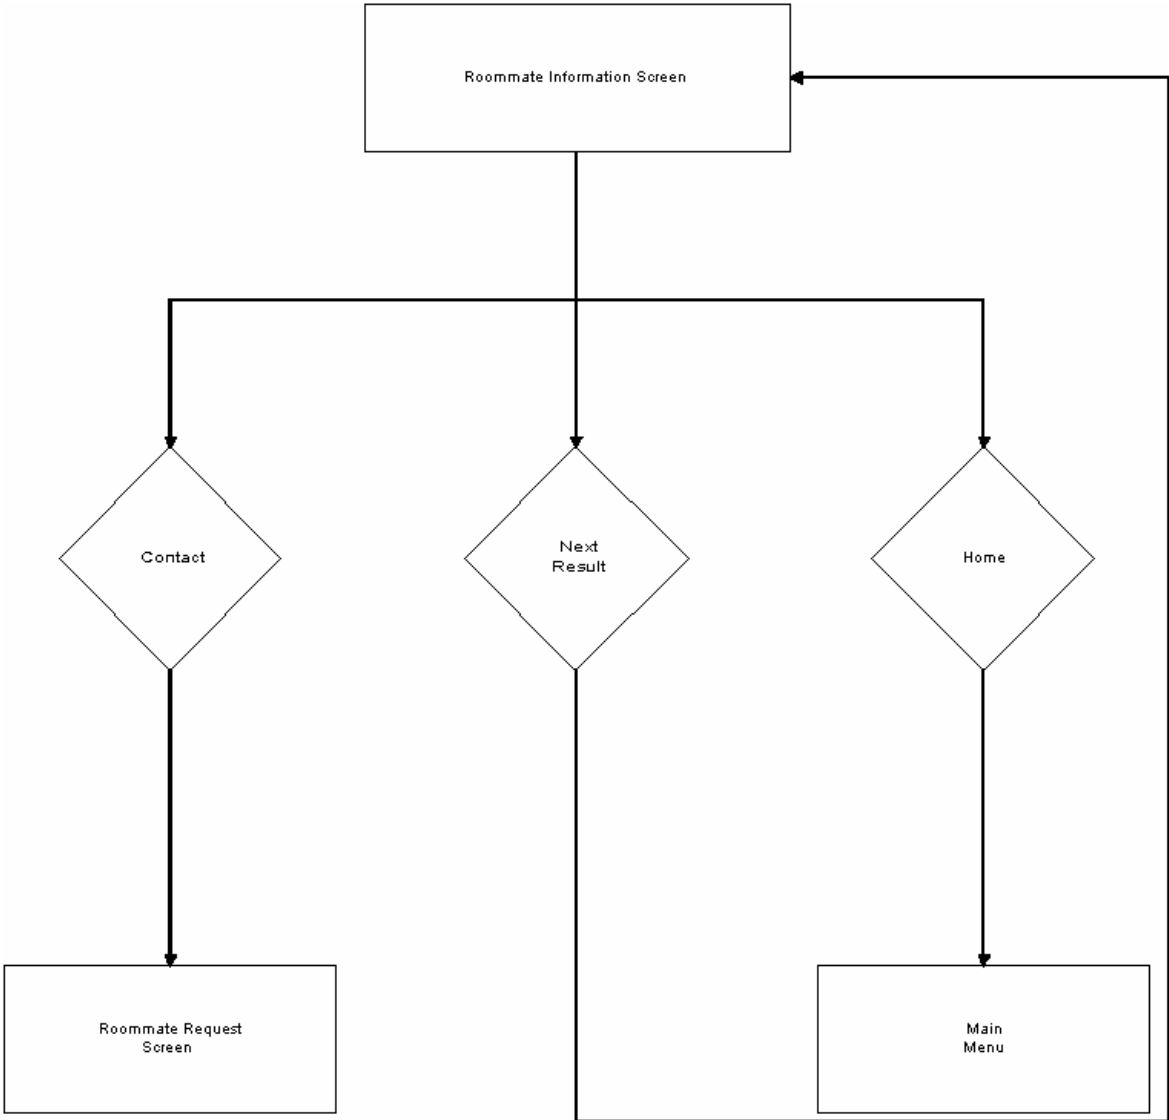 Roommate Information Screen
Contact
Next
Result
Home
Roommate Request
Screen
Main
Menu